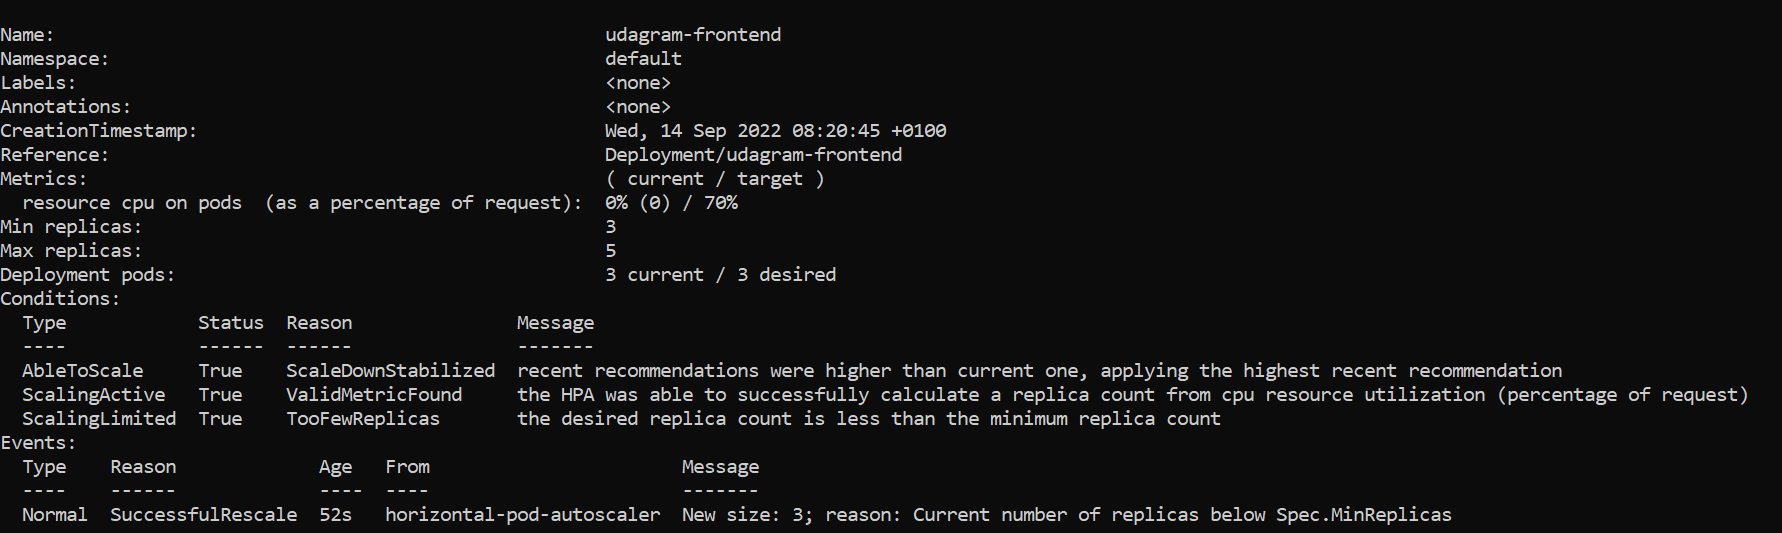 Name:                                                  udagram-frontend
Namespace:                                             default
Labels:                                                <none>
Annotations:                                           <none>
CreationTimestamp:                                     Wed, 14 Sep 2022 08:20:45 +0100
Reference:                                             Deployment/udagram-frontend
Metrics:                                               ( current / target )
  resource cpu on pods  (as a percentage of request):  0% (0) / 70%
Min replicas:                                          3
Max replicas:                                          5
Deployment pods:                                       3 current / 3 desired
Conditions:
  Type            Status  Reason               Message
  ----            ------  ------               -------
  AbleToScale     True    ScaleDownStabilized  recent recommendations were higher than current one, applying the highest recent recommendation
  ScalingActive   True    ValidMetricFound     the HPA was able to successfully calculate a replica count from cpu resource utilization (percentage of request)
  ScalingLimited  True    TooFewReplicas       the desired replica count is less than the minimum replica count
Events:
  Type    Reason             Age   From                       Message
  ----    ------             ----  ----                       -------
  Normal  SuccessfulRescale  52s   horizontal-pod-autoscaler  New size: 3; reason: Current number of replicas below Spec.MinReplicas